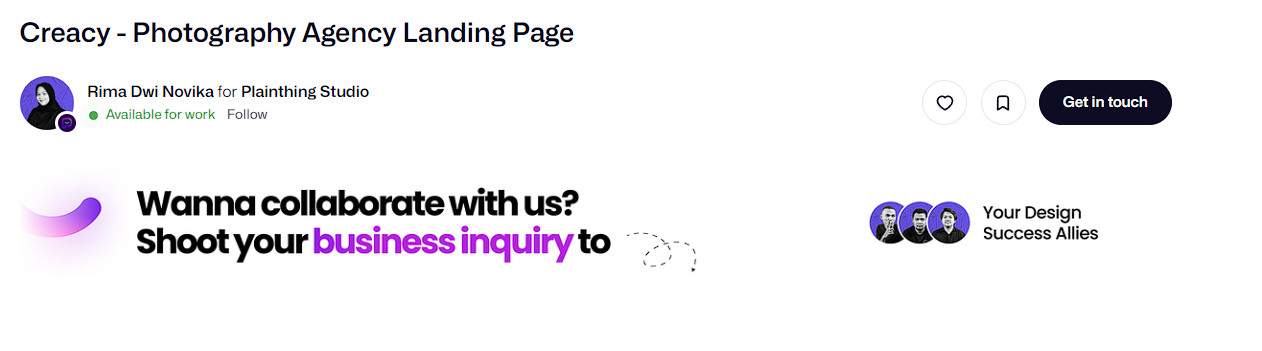 Creacy - Photography Agency Landing Page
Rima Dwi Novika for Plainthing Studio
Available for work Follow
Get in touch
Wanna collaborate with us?
Shoot your business inquiry to
Your Design
Success Allies